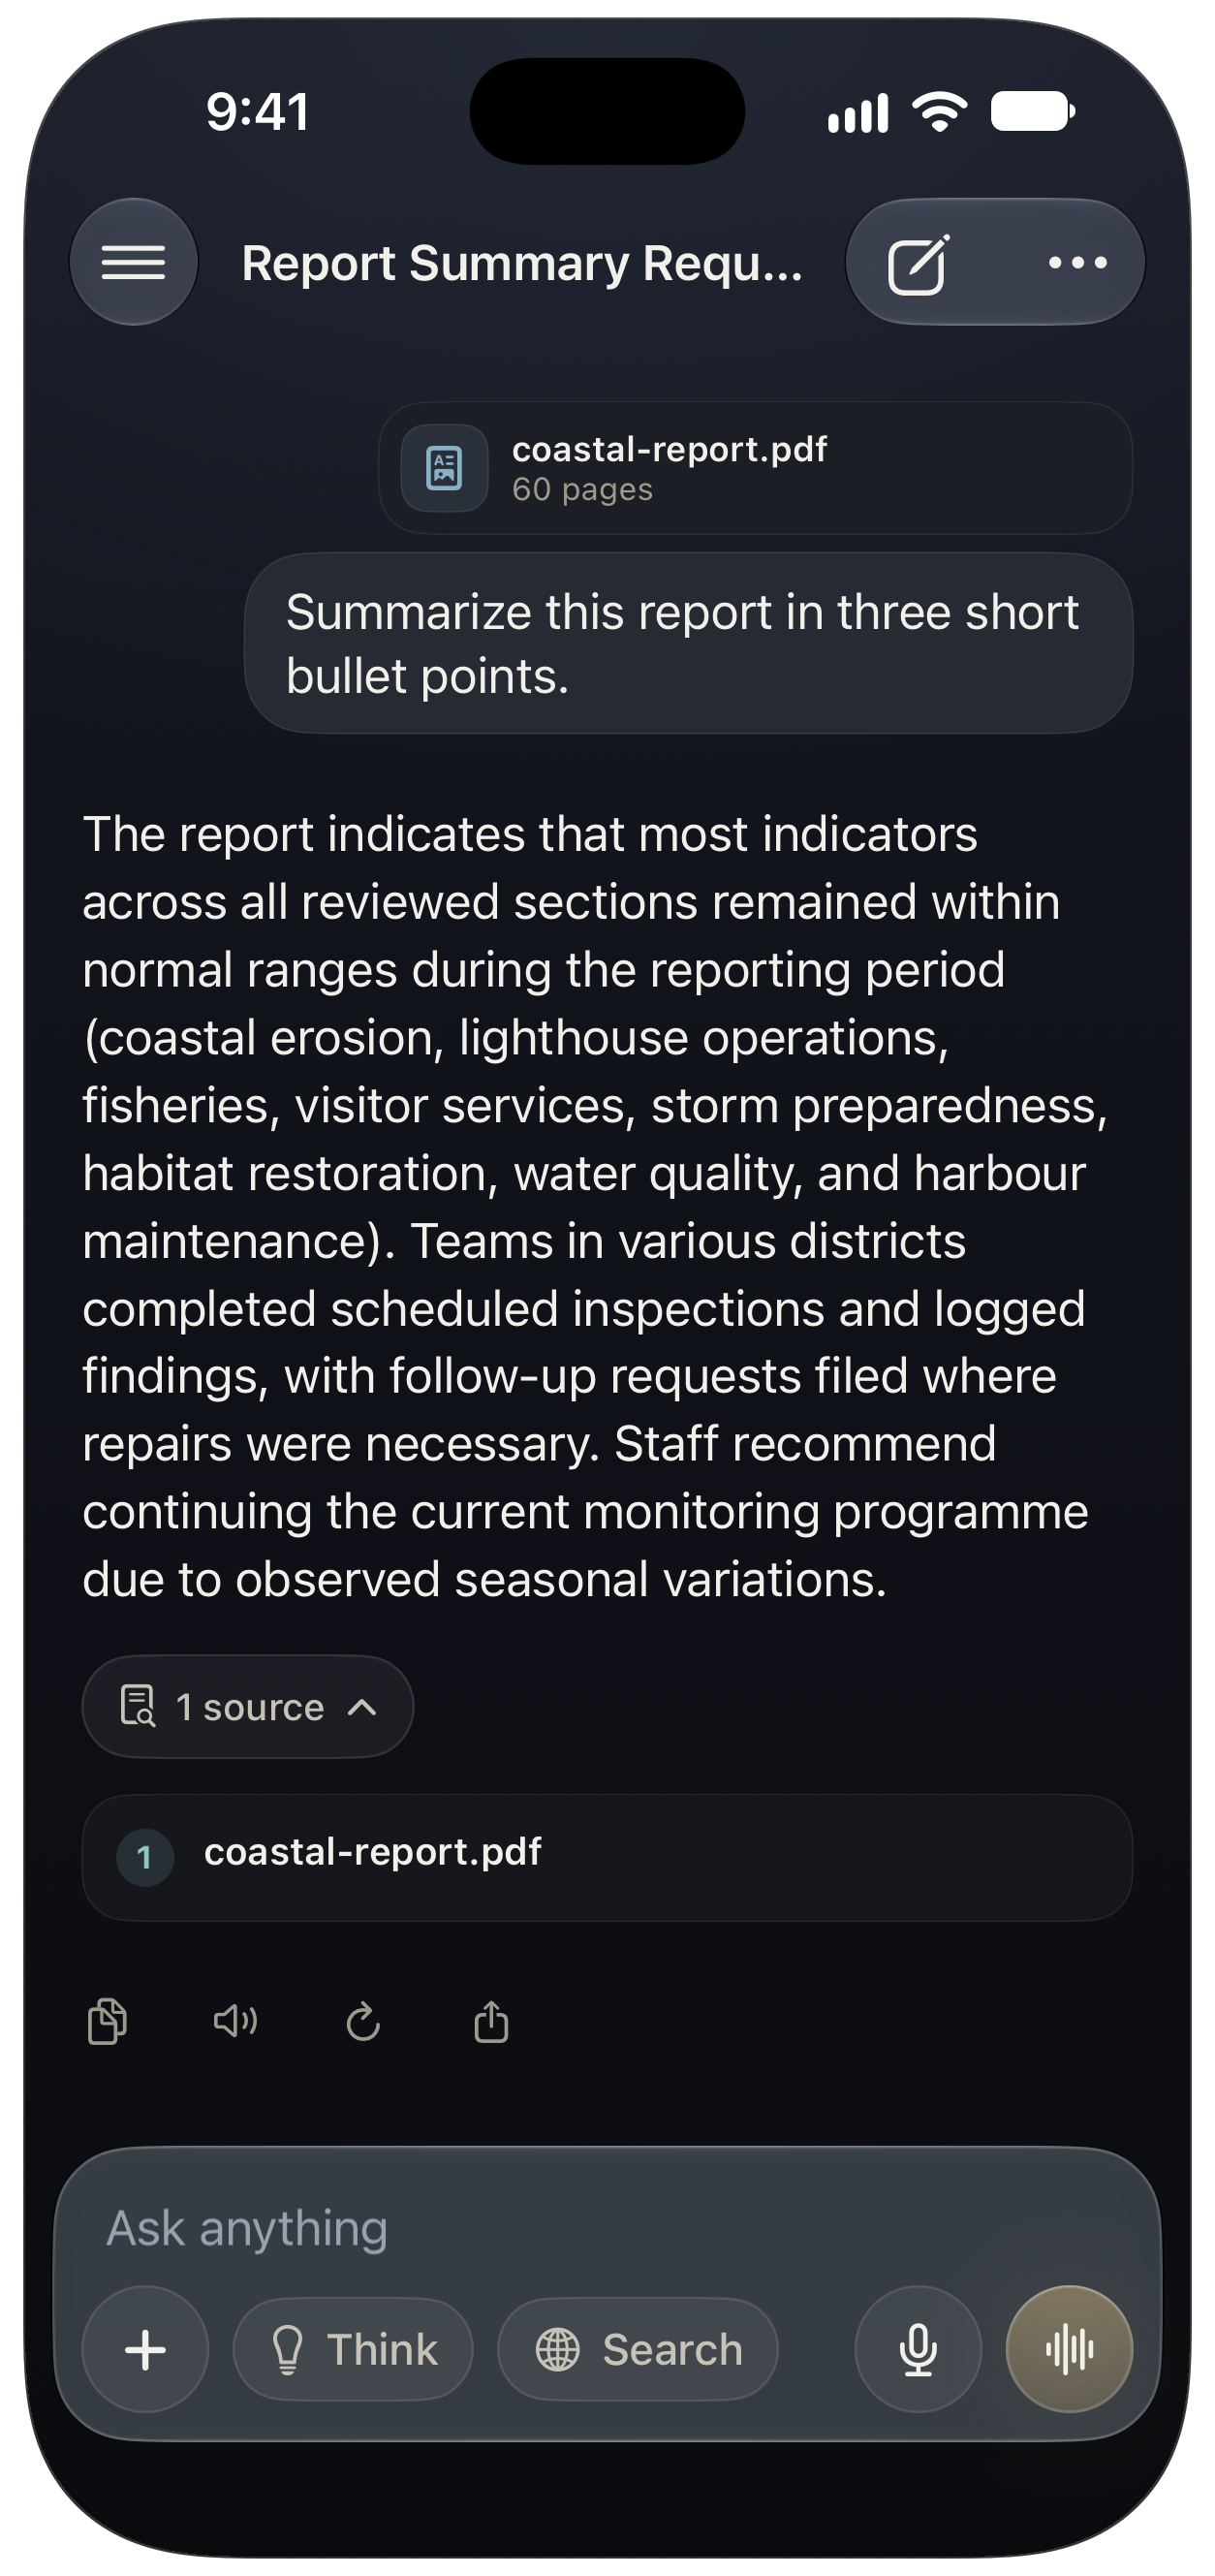 9:41
Report Summary Requ...
coastal-report.pdf
60 pages
Summarize this report in three short
bullet points.
The report indicates that most indicators
across all reviewed sections remained within
normal ranges during the reporting period
(coastal erosion, lighthouse operations,
fisheries, visitor services, storm preparedness,
habitat restoration, water quality, and harbour
maintenance). Teams in various districts
completed scheduled inspections and logged
findings, with follow-up requests filed where
repairs were necessary. Staff recommend
continuing the current monitoring programme
due to observed seasonal variations.
1 source
1 coastal-report.pdf
Ask anything
Think Search